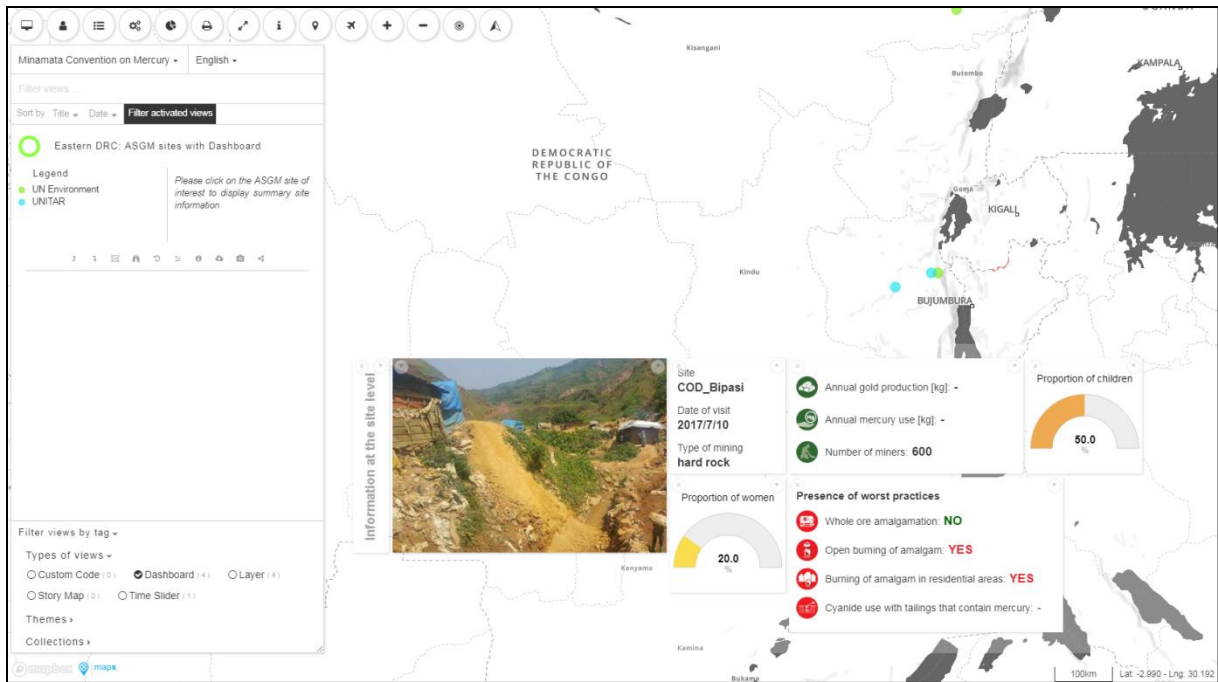 Minamata Convention on Mercury
English
Filter views ...
Sort by Title Date Filter activated views
Eastern DRC: ASGM sites with Dashboard
Legend
UN Environment
UNITAR
Please click on the ASGM site of
interest to display summary site
information
Filter views by tag
Types of views
Custom Code (0) Dashboard (4) Layer (4)
Story Map (0) Time Slider (1)
Themes
Collections
mapbox mapx
Kisangani
UGANDA
KAMPALA
Butembo
DEMOCRATIC
REPUBLIC OF
THE CONGO
Goma
KIGALI
Kindu
BUJUMBURA
Information at the site level
Site
COD_Bipasi
Date of visit
2017/7/10
Type of mining
hard rock
Annual gold production [kg]: -
Annual mercury use [kg]: -
Number of miners: 600
Proportion of children
50.0
%
Proportion of women
20.0
%
Presence of worst practices
Whole ore amalgamation: NO
Open burning of amalgam: YES
Burning of amalgam in residential areas: YES
Cyanide use with tailings that contain mercury: -
Kanyama
Kamina
Bukama
100km
Lat: -2.990 - Lng: 30.192